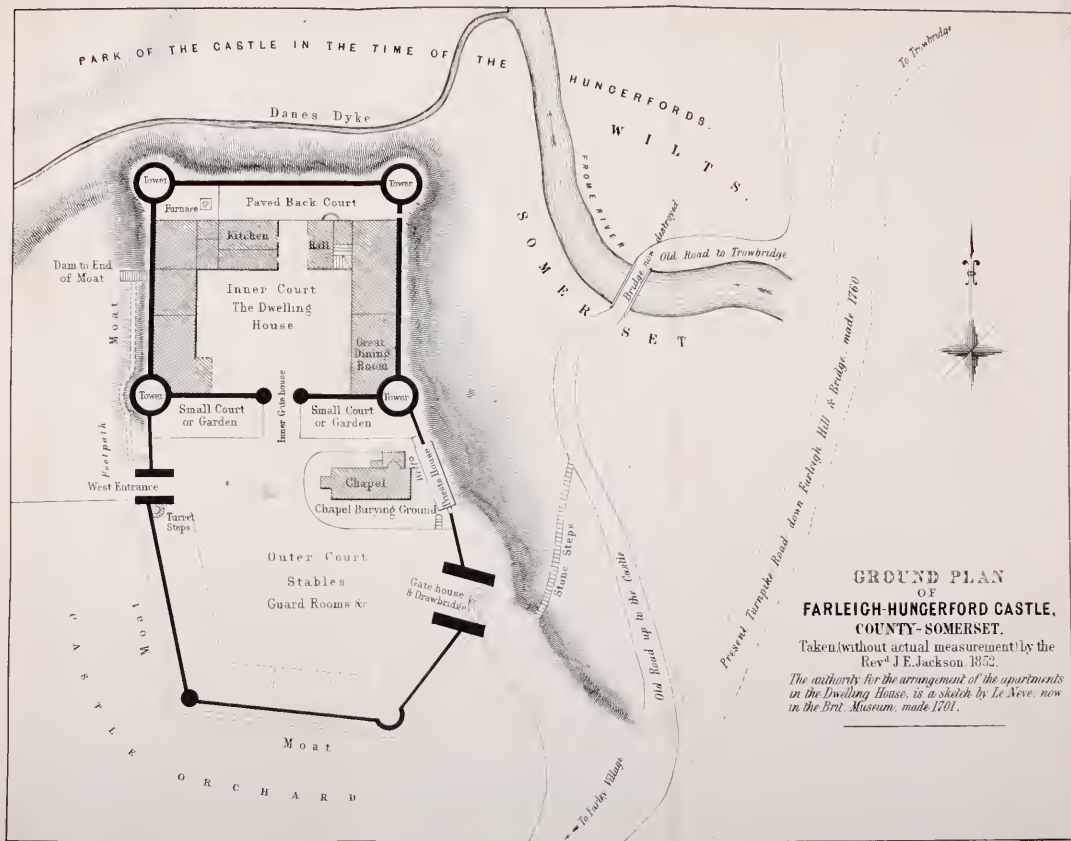 PARK OF THE CASTLE IN THE TIME OF THE HUNGERFORDS.
WILTS.
To Trowbridge
Danes Dyke
FROME RIVER
SOMERSET
Bridge now destroyed
Old Road to Trowbridge
Tower
Tower
Furnace
Paved Back Court
Kitchen
Hall
Dam to End
of Moat
Moat
Inner Court
The Dwelling
House
Great
Dining
Room
Tower
Tower
Small Court
or Garden
Inner Gatehouse
Small Court
or Garden
Footpath
West Entrance
Turret
Steps
Chapel
Priests House
Chapel Burying Ground
Outer Court
Stables
Guard Rooms &c
Gate house
& Drawbridge
Moat
Moat
CASTLE ORCHARD
Stone Steps
Old Road up to the Castle
To Farley Village
Present Turnpike Road down Farleigh Hill & Bridge, made 1760
GROUND PLAN
OF
FARLEIGH-HUNGERFORD CASTLE,
COUNTY-SOMERSET.
Taken (without actual measurement) by the
Revd J E. Jackson, 1852.
The authority for the arrangement of the apartments
in the Dwelling House, is a sketch by Le Neve, now
in the Brit. Museum, made 1701.